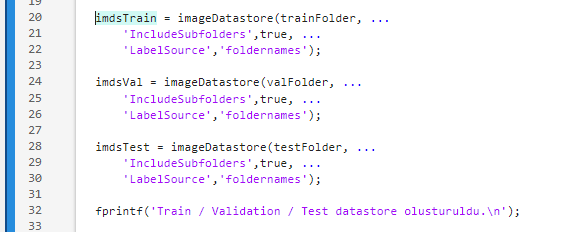 19
20 imdsTrain = imageDatastore(trainFolder, ...
21 'IncludeSubfolders',true, ...
22 'LabelSource','foldernames');
23
24 imdsVal = imageDatastore(valFolder, ...
25 'IncludeSubfolders',true, ...
26 'LabelSource','foldernames');
27
28 imdsTest = imageDatastore(testFolder, ...
29 'IncludeSubfolders',true, ...
30 'LabelSource','foldernames');
31
32 fprintf('Train / Validation / Test datastore olusturuldu.\n');
33